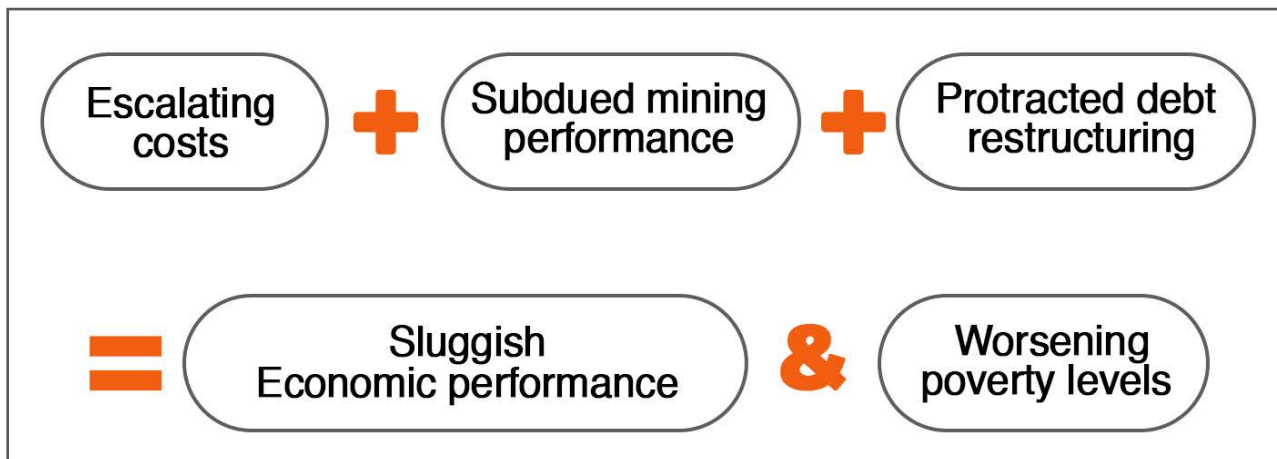 Escalating
costs
+
Subdued mining
performance
+
Protracted debt
restructuring
=
Sluggish
Economic performance
&
Worsening
poverty levels